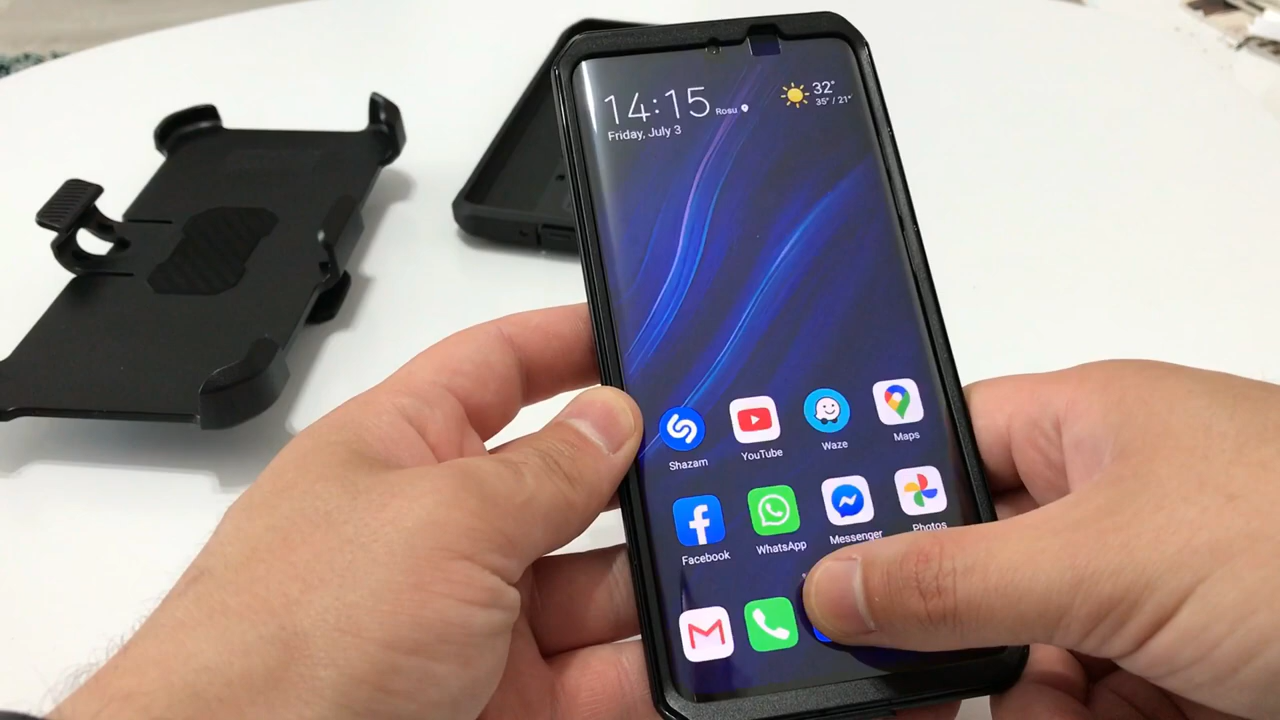 14:15 Rosu
Friday, July 3
32°
35° / 21°
Shazam YouTube Waze Maps
Facebook WhatsApp Messenger Photos